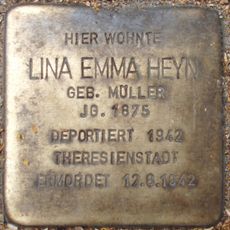 HIER WOHNTE
LINA EMMA HEYN
GEB. MÜLLER
JG. 1875
DEPORTIERT 1942
THERESIENSTADT
ERMORDET 12.8.1942